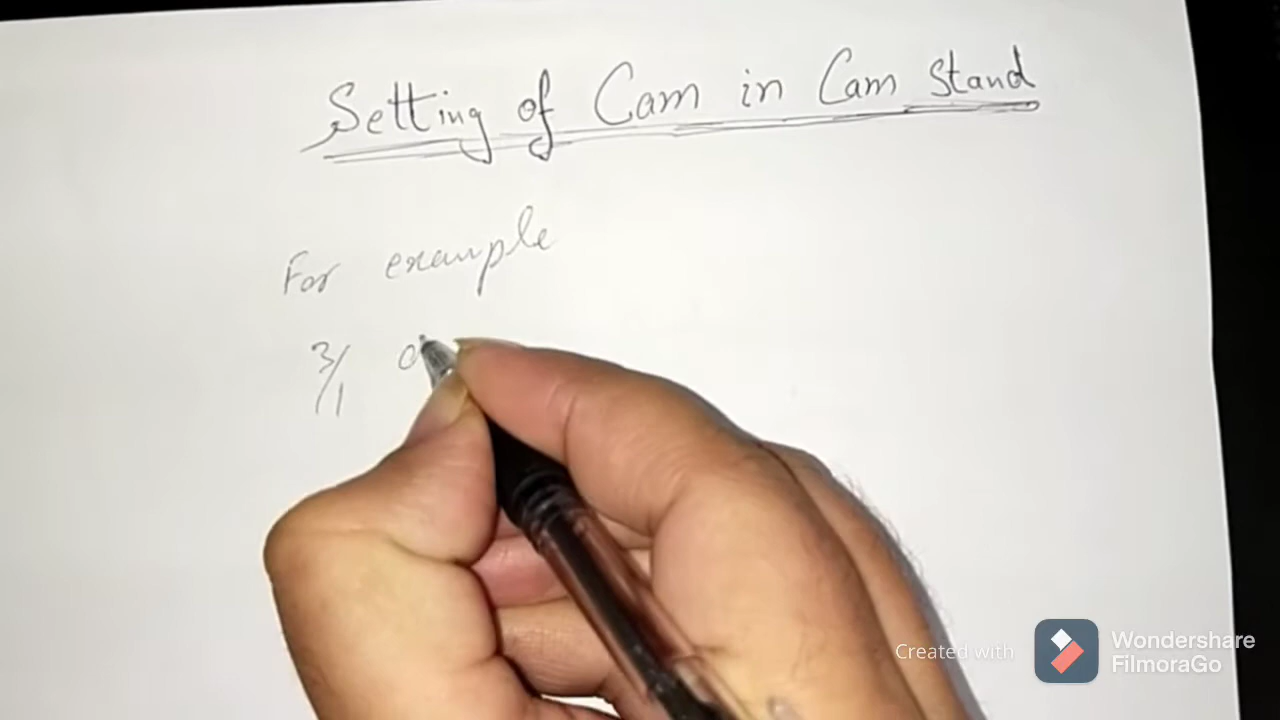 Setting of Cam in Cam Stand
For example
3/1
Created with
Wondershare
FilmoraGo